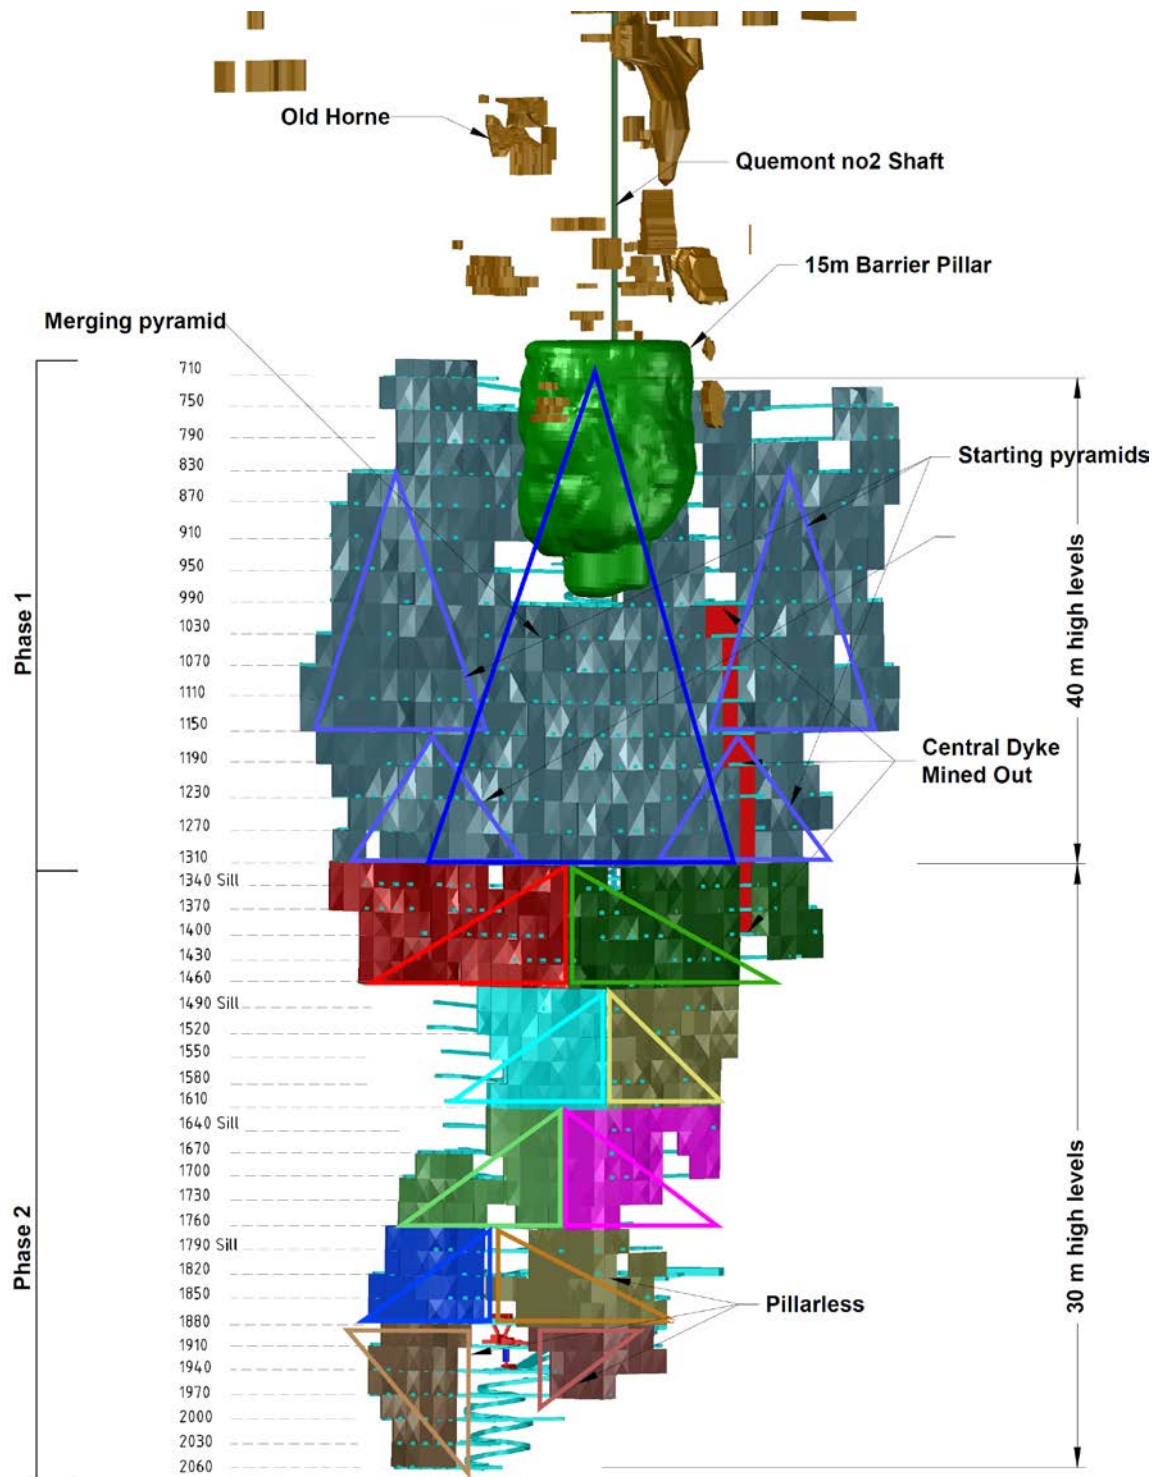 Old Horne
Quemont no2 Shaft
15m Barrier Pillar
Merging pyramid
Starting pyramids
Central Dyke
Mined Out
Pillarless
Phase 1
Phase 2
40 m high levels
30 m high levels
710
750
790
830
870
910
950
990
1030
1070
1110
1150
1190
1230
1270
1310
1340 Sill
1370
1400
1430
1460
1490 Sill
1520
1550
1580
1610
1640 Sill
1670
1700
1730
1760
1790 Sill
1820
1850
1880
1910
1940
1970
2000
2030
2060